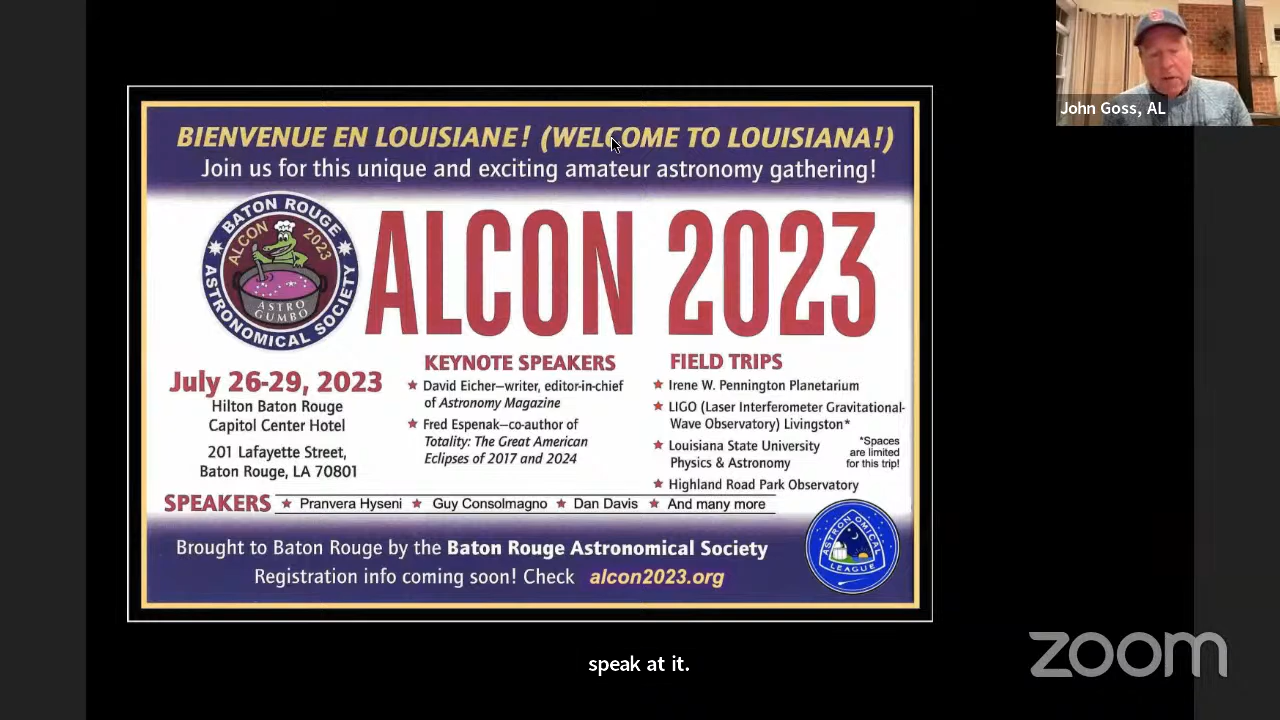 John Goss, AL
BIENVENUE EN LOUISIANE! (WELCOME TO LOUISIANA!)
Join us for this unique and exciting amateur astronomy gathering!
BATON ROUGE
ASTRONOMICAL SOCIETY
ALCON 2023
ASTRO
GUMBO
ALCON 2023
July 26-29, 2023
Hilton Baton Rouge
Capitol Center Hotel
201 Lafayette Street,
Baton Rouge, LA 70801
KEYNOTE SPEAKERS
★ David Eicher—writer, editor-in-chief
of Astronomy Magazine
★ Fred Espenak—co-author of
Totality: The Great American
Eclipses of 2017 and 2024
FIELD TRIPS
★ Irene W. Pennington Planetarium
★ LIGO (Laser Interferometer Gravitational-
Wave Observatory) Livingston*
★ Louisiana State University
Physics & Astronomy
★ Highland Road Park Observatory
*Spaces
are limited
for this trip!
SPEAKERS ★ Pranvera Hyseni ★ Guy Consolmagno ★ Dan Davis ★ And many more
Brought to Baton Rouge by the Baton Rouge Astronomical Society
Registration info coming soon! Check alcon2023.org
ASTRONOMICAL
LEAGUE
speak at it.
zoom